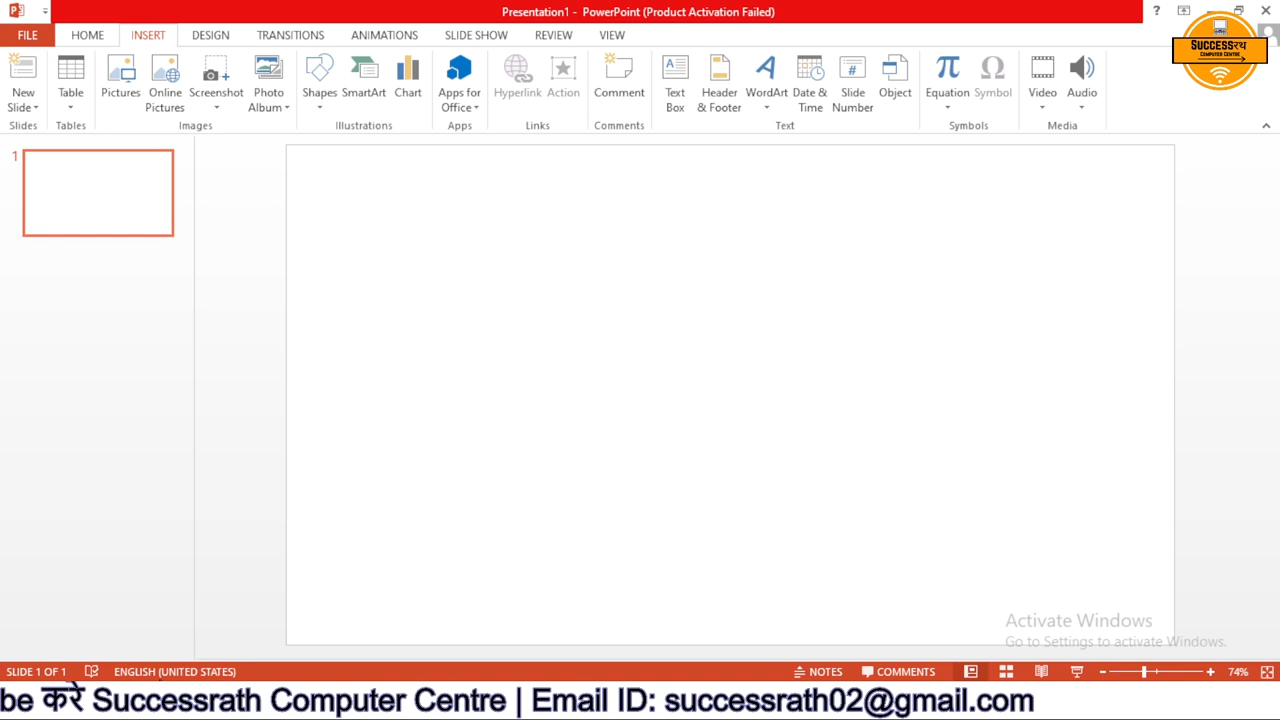 Presentation1 - PowerPoint (Product Activation Failed)
?
FILE HOME INSERT DESIGN TRANSITIONS ANIMATIONS SLIDE SHOW REVIEW VIEW
SUCCESSरथ
COMPUTER CENTRE
New Slide
Table
Pictures
Online Pictures
Screenshot
Photo Album
Shapes
SmartArt
Chart
Apps for Office
Hyperlink
Action
Comment
Text Box
Header & Footer
WordArt
Date & Time
Slide Number
Object
Equation
Symbol
Video
Audio
Slides Tables Images Illustrations Apps Links Comments Text Symbols Media
1
Activate Windows
Go to Settings to activate Windows.
SLIDE 1 OF 1 ENGLISH (UNITED STATES) NOTES COMMENTS 74%
be करे Successrath Computer Centre | Email ID: successrath02@gmail.com